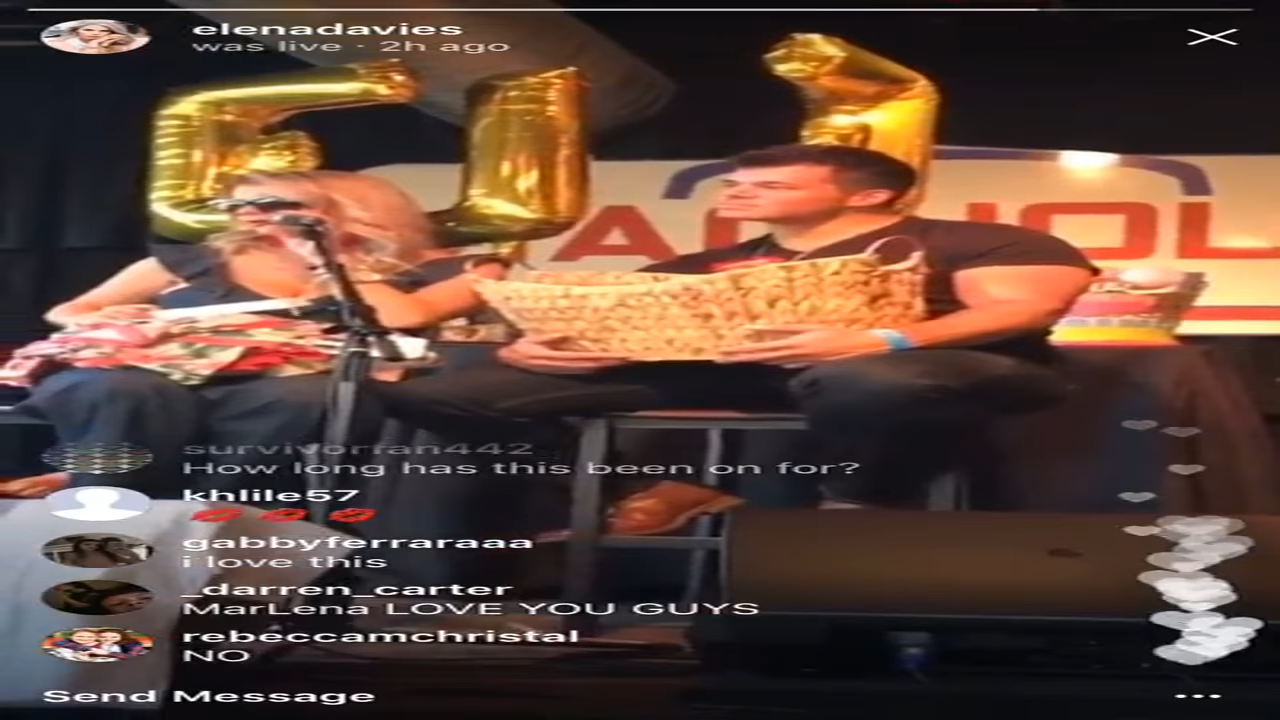 elenadavies
was live · 2h ago
survivorfan442
How long has this been on for?
khlile57
gabbyferraraaa
i love this
_darren_carter
MarLena LOVE YOU GUYS
rebeccamchristal
NO
Send Message